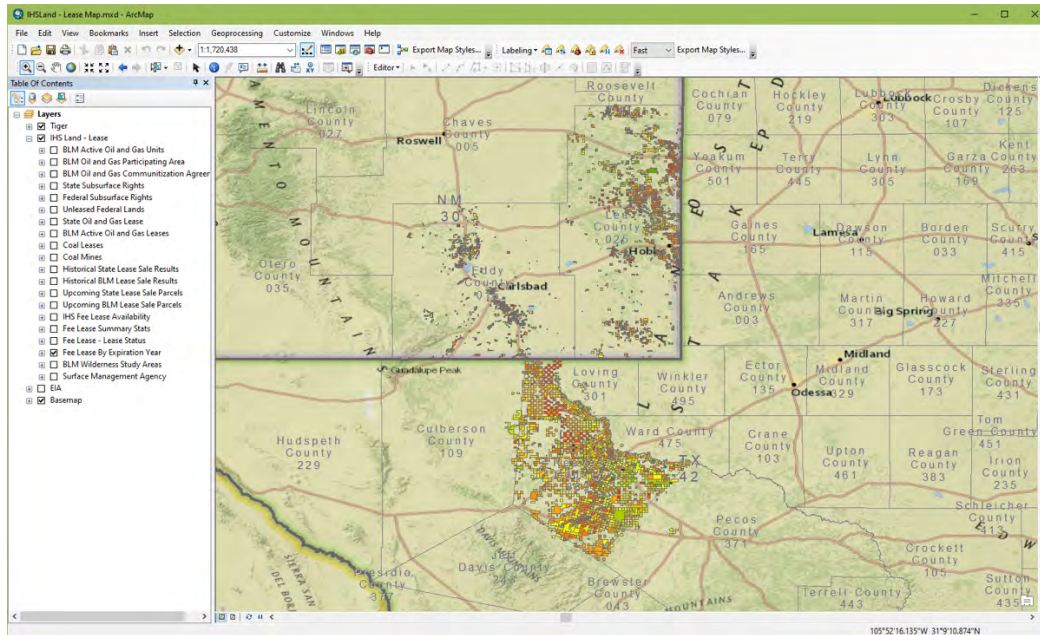 IHSLand - Lease Map.mxd - ArcMap
File Edit View Bookmarks Insert Selection Geoprocessing Customize Windows Help
1:1,720,438
Export Map Styles...
Labeling
Fast
Export Map Styles...
Editor
Table Of Contents
Layers
Tiger
IHS Land - Lease
BLM Active Oil and Gas Units
BLM Oil and Gas Participating Area
BLM Oil and Gas Communitization Agreer
State Subsurface Rights
Federal Subsurface Rights
Unleased Federal Lands
State Oil and Gas Lease
BLM Active Oil and Gas Leases
Coal Leases
Coal Mines
Historical State Lease Sale Results
Historical BLM Lease Sale Results
Upcoming State Lease Sale Parcels
Upcoming BLM Lease Sale Parcels
IHS Fee Lease Availability
Fee Lease Summary Stats
Fee Lease - Lease Status
Fee Lease By Expiration Year
BLM Wilderness Study Areas
Surface Management Agency
EIA
Basemap
Lincoln
County
027
Chaves
County
005
Roswell
Roosevelt
County
NM
30
Otero
County
035
Eddy
County
Carlsbad
County
025
Hobbs
AMENTO MOUNTAIN
Cochran
County
079
Hockley
County
219
Lubbock
County
303
Lubbock
Crosby
County
107
Dickens
County
125
Yoakum
County
501
Terry
County
445
Lynn
County
305
Garza County
169
Kent
County
263
Gaines
County
165
Lamesa
Dawson
County
115
Borden
County
033
Scurry
County
415
Andrews
County
003
Martin
County
317
Howard
County
227
Big Spring
Mitchell
County
335
Guadalupe Peak
Loving
County
301
Winkler
County
495
Ector
County
135
Midland
Midland
County
329
Odessa
Glasscock
County
173
Sterling
County
431
Hudspeth
County
229
Culberson
County
109
Ward County
475
Crane
County
103
TX
Upton
County
461
Reagan
County
383
Tom
Green County
451
Irion
County
235
Schleicher
County
413
Pecos
County
371
Crockett
County
105
Sutton
County
435
Jeff
Davis County
Presidio
County
377
SIERRA SAN
DEL BOR
Brewster
County
043
MOUNTAINS
Terrell County
443
105°52'16.135"W 31°9'10.874"N